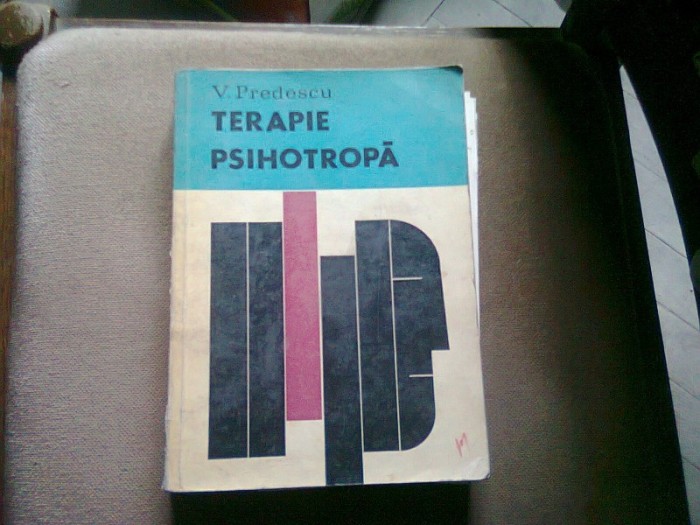 V. Predescu
TERAPIE
PSIHOTROPĂ
M